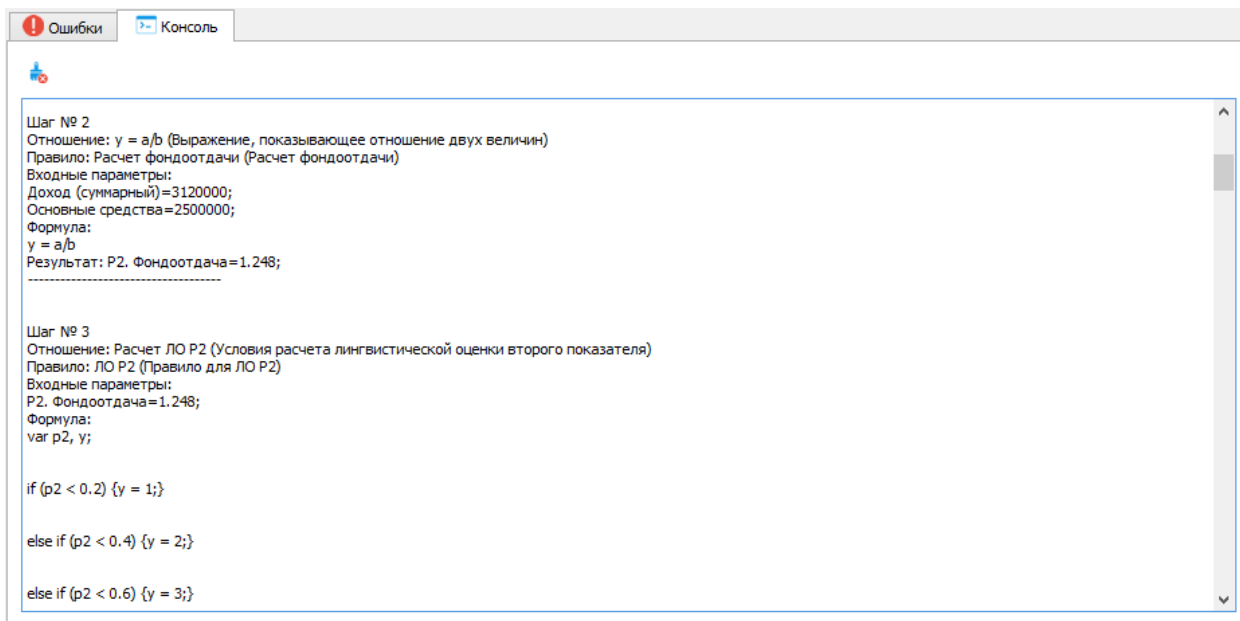 Ошибки
Консоль
Шаг № 2
Отношение: y = a/b (Выражение, показывающее отношение двух величин)
Правило: Расчет фондоотдачи (Расчет фондоотдачи)
Входные параметры:
Доход (суммарный)=3120000;
Основные средства=2500000;
Формула:
y = a/b
Результат: P2. Фондоотдача=1.248;
------------------------------------
Шаг № 3
Отношение: Расчет ЛО P2 (Условия расчета лингвистической оценки второго показателя)
Правило: ЛО P2 (Правило для ЛО P2)
Входные параметры:
P2. Фондоотдача=1.248;
Формула:
var p2, y;
if (p2 < 0.2) {y = 1;}
else if (p2 < 0.4) {y = 2;}
else if (p2 < 0.6) {y = 3;}